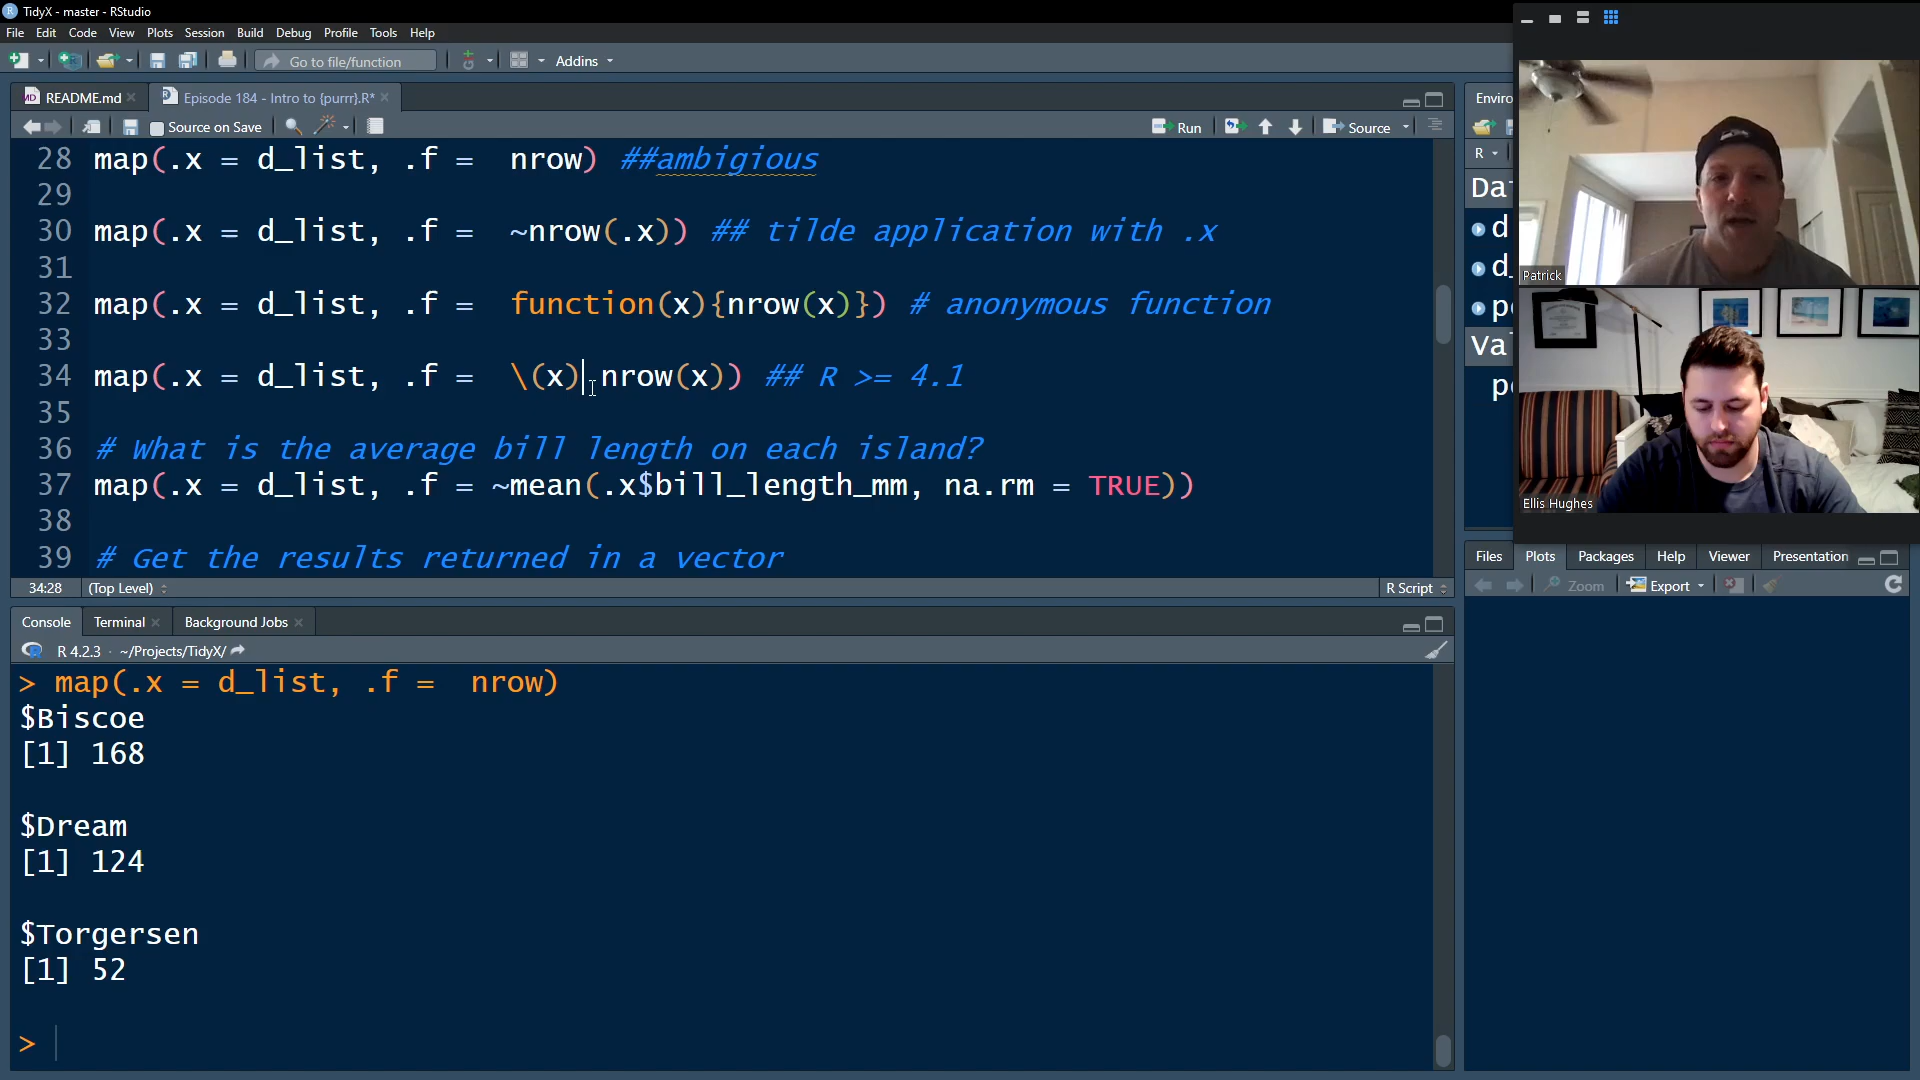 TidyX - master - RStudio
File Edit Code View Plots Session Build Debug Profile Tools Help
Go to file/function Addins
README.md Episode 184 - Intro to {purrr}.R*
Source on Save Run Source
28 map(.x = d_list, .f =  nrow) ##ambigious
29
30 map(.x = d_list, .f =  ~nrow(.x)) ## tilde application with .x
31
32 map(.x = d_list, .f =  function(x){nrow(x)}) # anonymous function
33
34 map(.x = d_list, .f =  \(x) nrow(x)) ## R >= 4.1
35
36 # What is the average bill length on each island?
37 map(.x = d_list, .f = ~mean(.x$bill_length_mm, na.rm = TRUE))
38
39 # Get the results returned in a vector
34:28 (Top Level) R Script
Console Terminal Background Jobs
R 4.2.3 · ~/Projects/TidyX/
> map(.x = d_list, .f =  nrow)
$Biscoe
[1] 168
$Dream
[1] 124
$Torgersen
[1] 52
>
Enviro
R
Dat
d
d_
pe
Val
pe
Patrick
Ellis Hughes
Files Plots Packages Help Viewer Presentation
Zoom Export